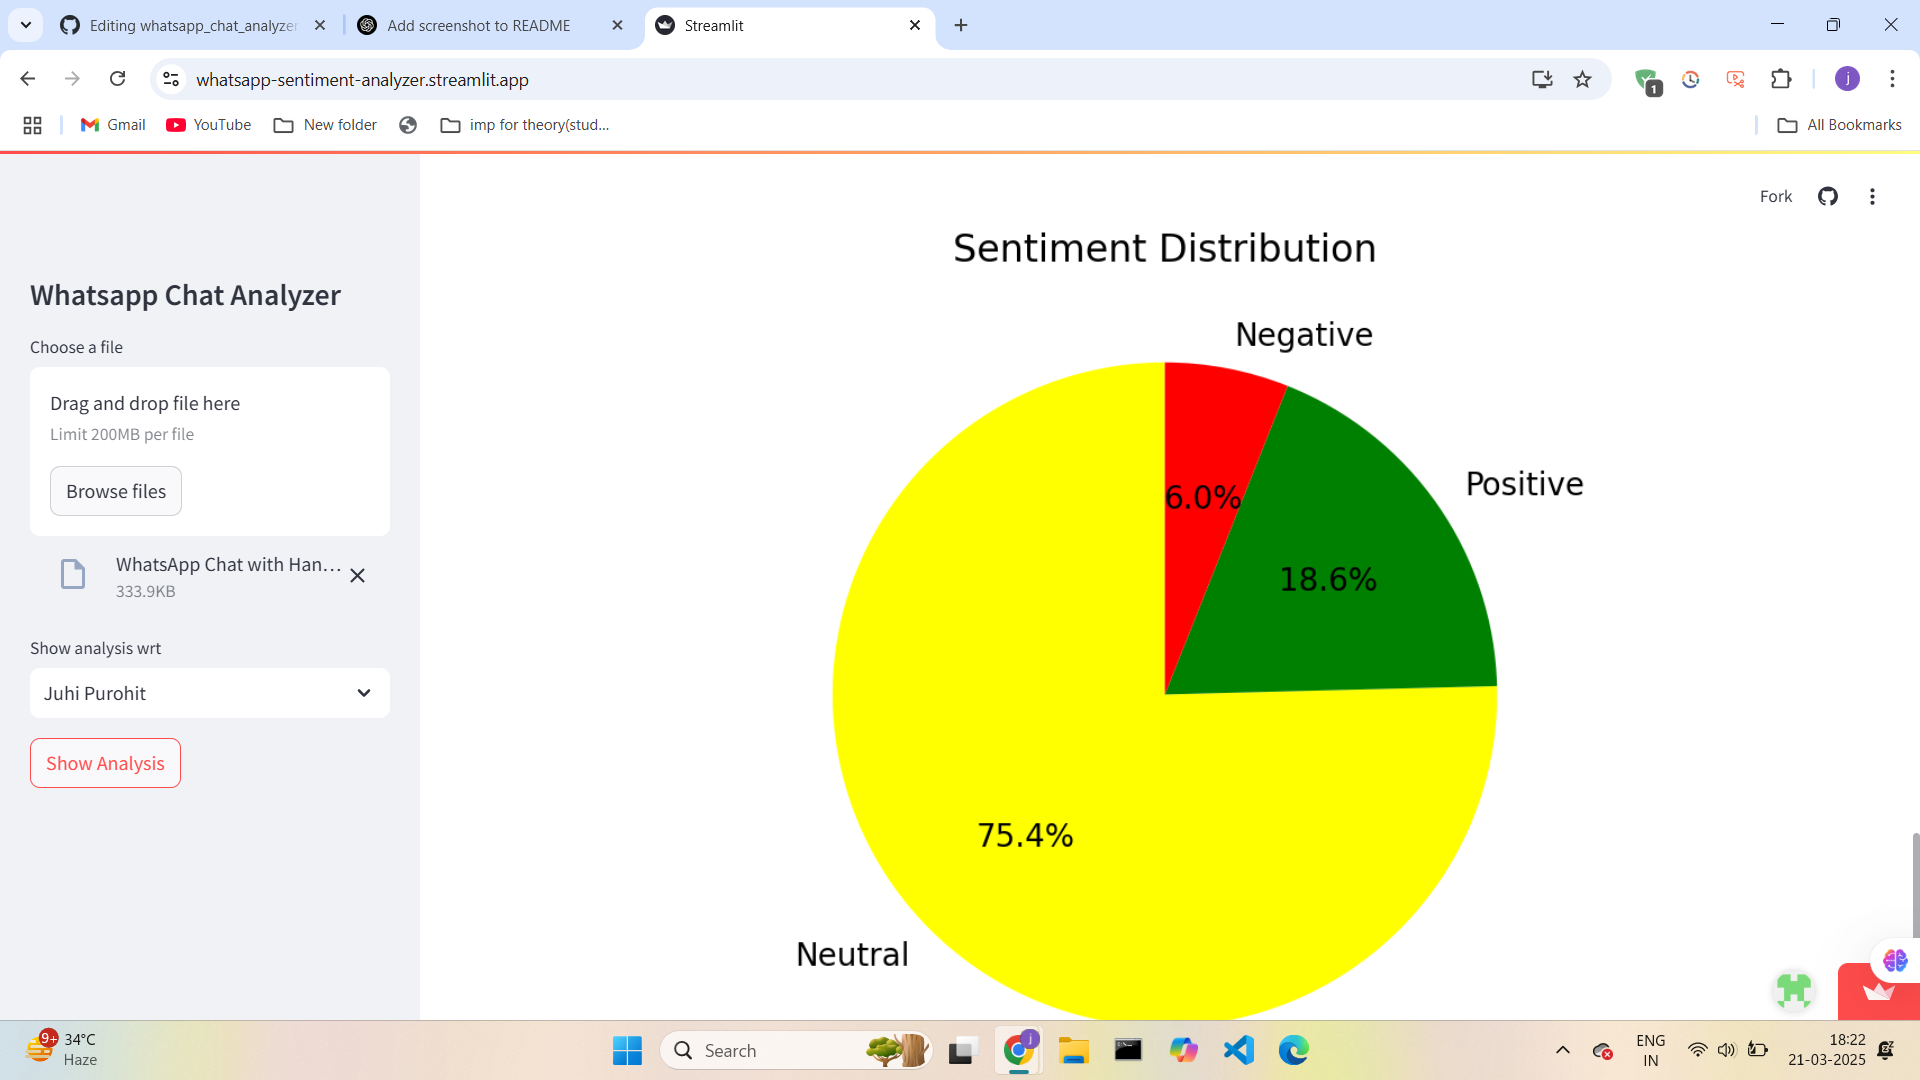 Editing whatsapp_chat_analyzer
Add screenshot to README
Streamlit
whatsapp-sentiment-analyzer.streamlit.app
1
j
Gmail
YouTube
New folder
imp for theory(stud...
All Bookmarks
Fork
Whatsapp Chat Analyzer
Choose a file
Drag and drop file here
Limit 200MB per file
Browse files
WhatsApp Chat with Han...
333.9KB
Show analysis wrt
Juhi Purohit
Show Analysis
Sentiment Distribution
Negative
6.0%
Positive
18.6%
75.4%
Neutral
9+
34°C
Haze
Search
j
ENG
IN
18:22
21-03-2025